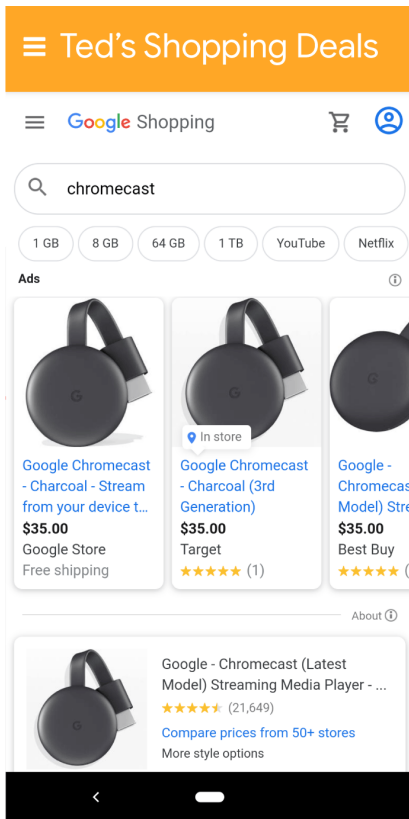 Ted's Shopping Deals
Google Shopping
chromecast
1 GB
8 GB
64 GB
1 TB
YouTube
Netflix
Ads
G
G
G
In store
Google Chromecast
- Charcoal - Stream
from your device t...
$35.00
Google Store
Free shipping
Google Chromecast
- Charcoal (3rd
Generation)
$35.00
Target
(1)
Google -
Chromecas
Model) Stre
$35.00
Best Buy
(
About
G
Google - Chromecast (Latest
Model) Streaming Media Player - ...
(21,649)
Compare prices from 50+ stores
More style options